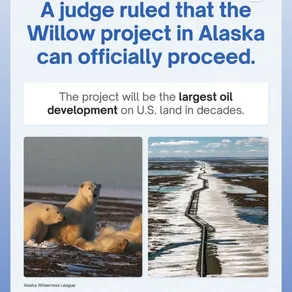 A judge ruled that the
Willow project in Alaska
can officially proceed.
The project will be the largest oil
development on U.S. land in decades.
Alaska Wilderness League